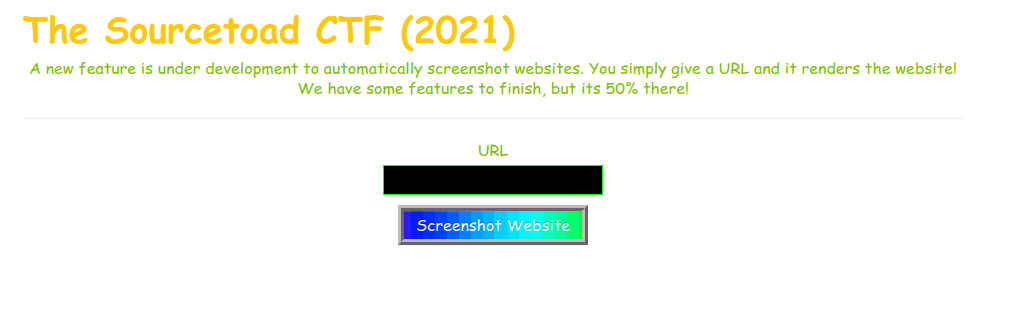 The Sourcetoad CTF (2021)
A new feature is under development to automatically screenshot websites. You simply give a URL and it renders the website!
We have some features to finish, but its 50% there!
URL
Screenshot Website